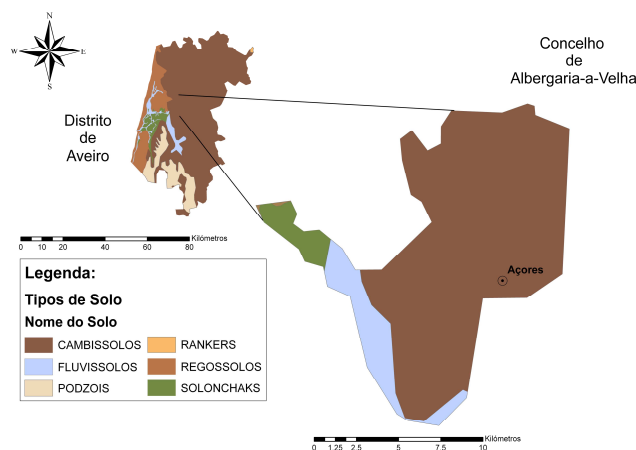 N
W
E
S
Concelho
de
Albergaria-a-Velha
Distrito
de
Aveiro
Açores
Kilómetros
0 10 20 40 60 80
Legenda:
Tipos de Solo
Nome do Solo
CAMBISSOLOS
RANKERS
FLUVISSOLOS
REGOSSOLOS
PODZOIS
SOLONCHAKS
Kilómetros
0 1.25 2.5 5 7.5 10